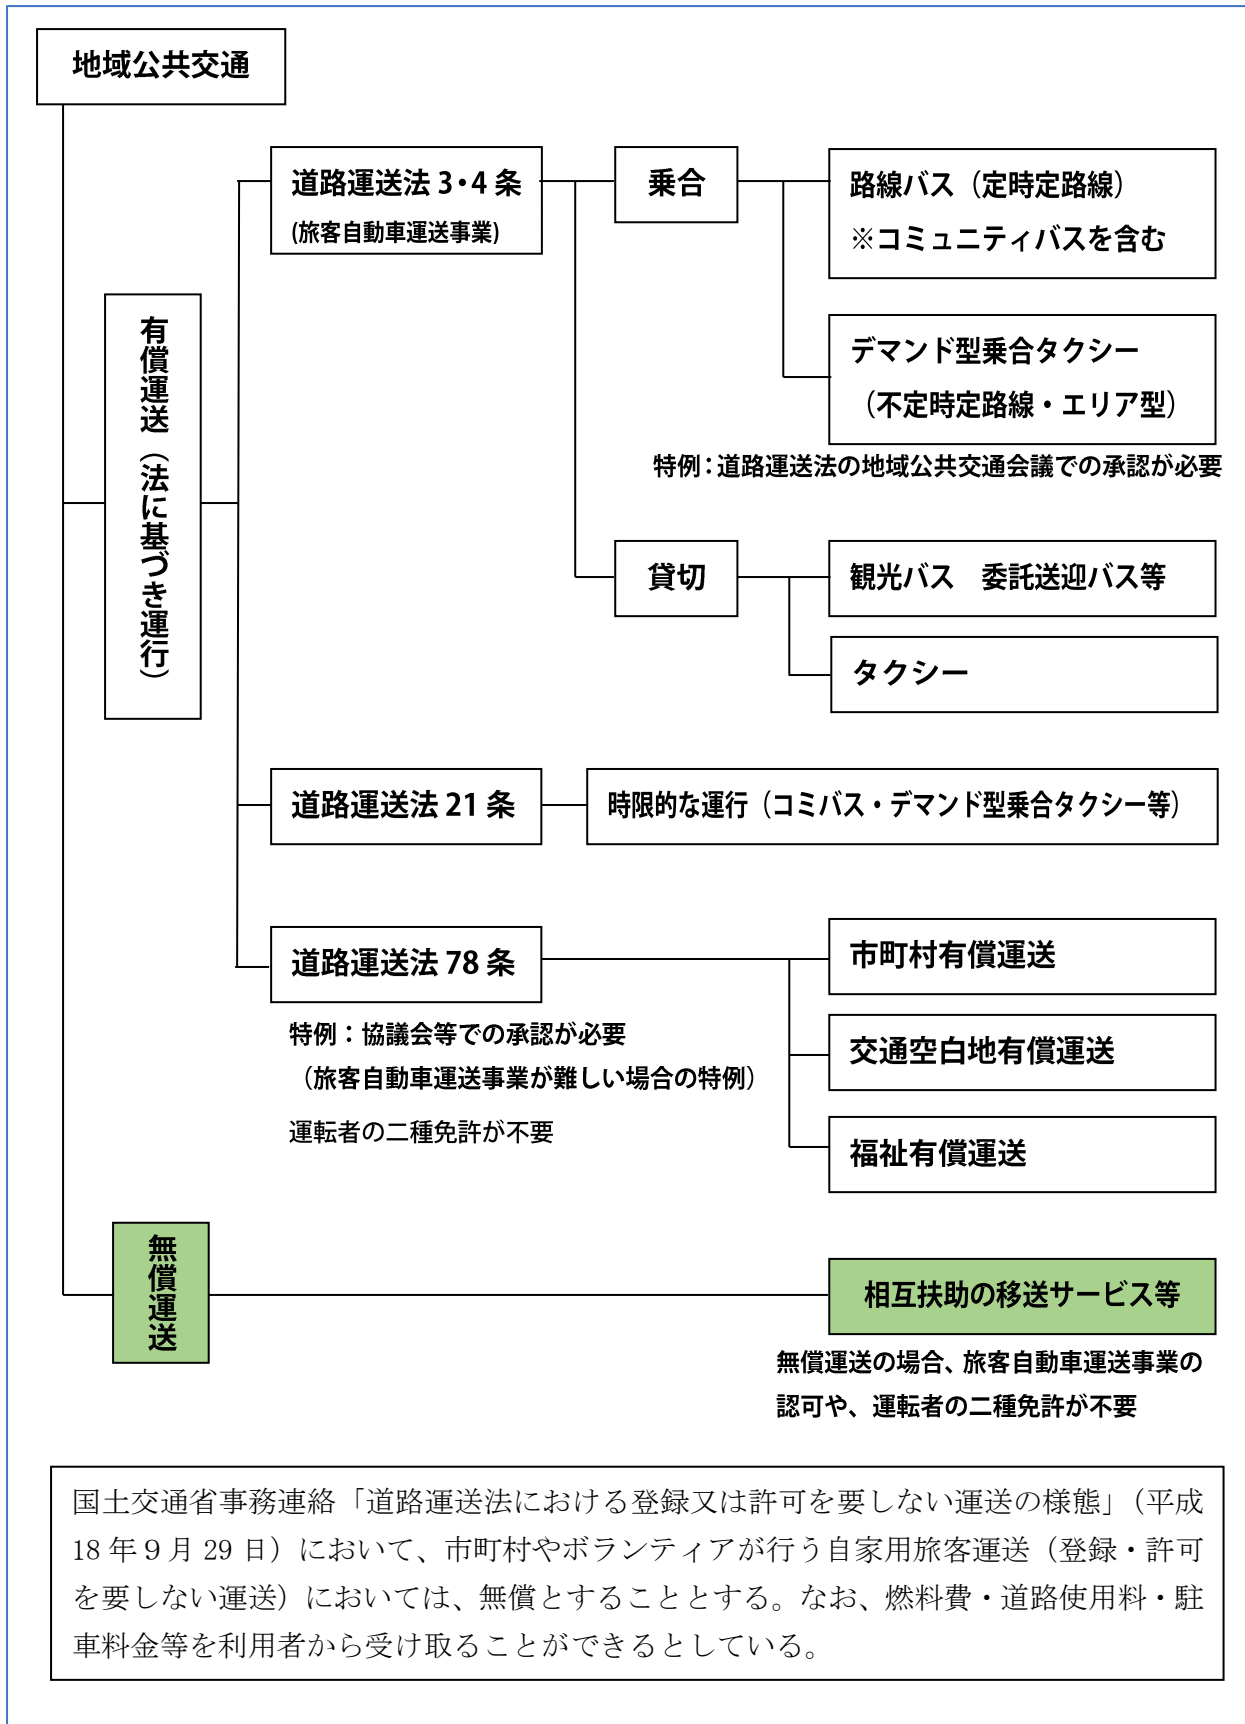 地域公共交通
有償運送（法に基づき運行）
道路運送法 3・4 条
(旅客自動車運送事業)
乗合
路線バス（定時定路線）
※コミュニティバスを含む
デマンド型乗合タクシー
（不定時定路線・エリア型）
特例：道路運送法の地域公共交通会議での承認が必要
貸切
観光バス　委託送迎バス等
タクシー
道路運送法 21 条
時限的な運行（コミバス・デマンド型乗合タクシー等）
道路運送法 78 条
特例：協議会等での承認が必要
（旅客自動車運送事業が難しい場合の特例）
運転者の二種免許が不要
市町村有償運送
交通空白地有償運送
福祉有償運送
無償運送
相互扶助の移送サービス等
無償運送の場合、旅客自動車運送事業の
認可や、運転者の二種免許が不要
国土交通省事務連絡「道路運送法における登録又は許可を要しない運送の様態」（平成
18 年９月 29 日）において、市町村やボランティアが行う自家用旅客運送（登録・許可
を要しない運送）においては、無償とすることとする。なお、燃料費・道路使用料・駐
車料金等を利用者から受け取ることができるとしている。